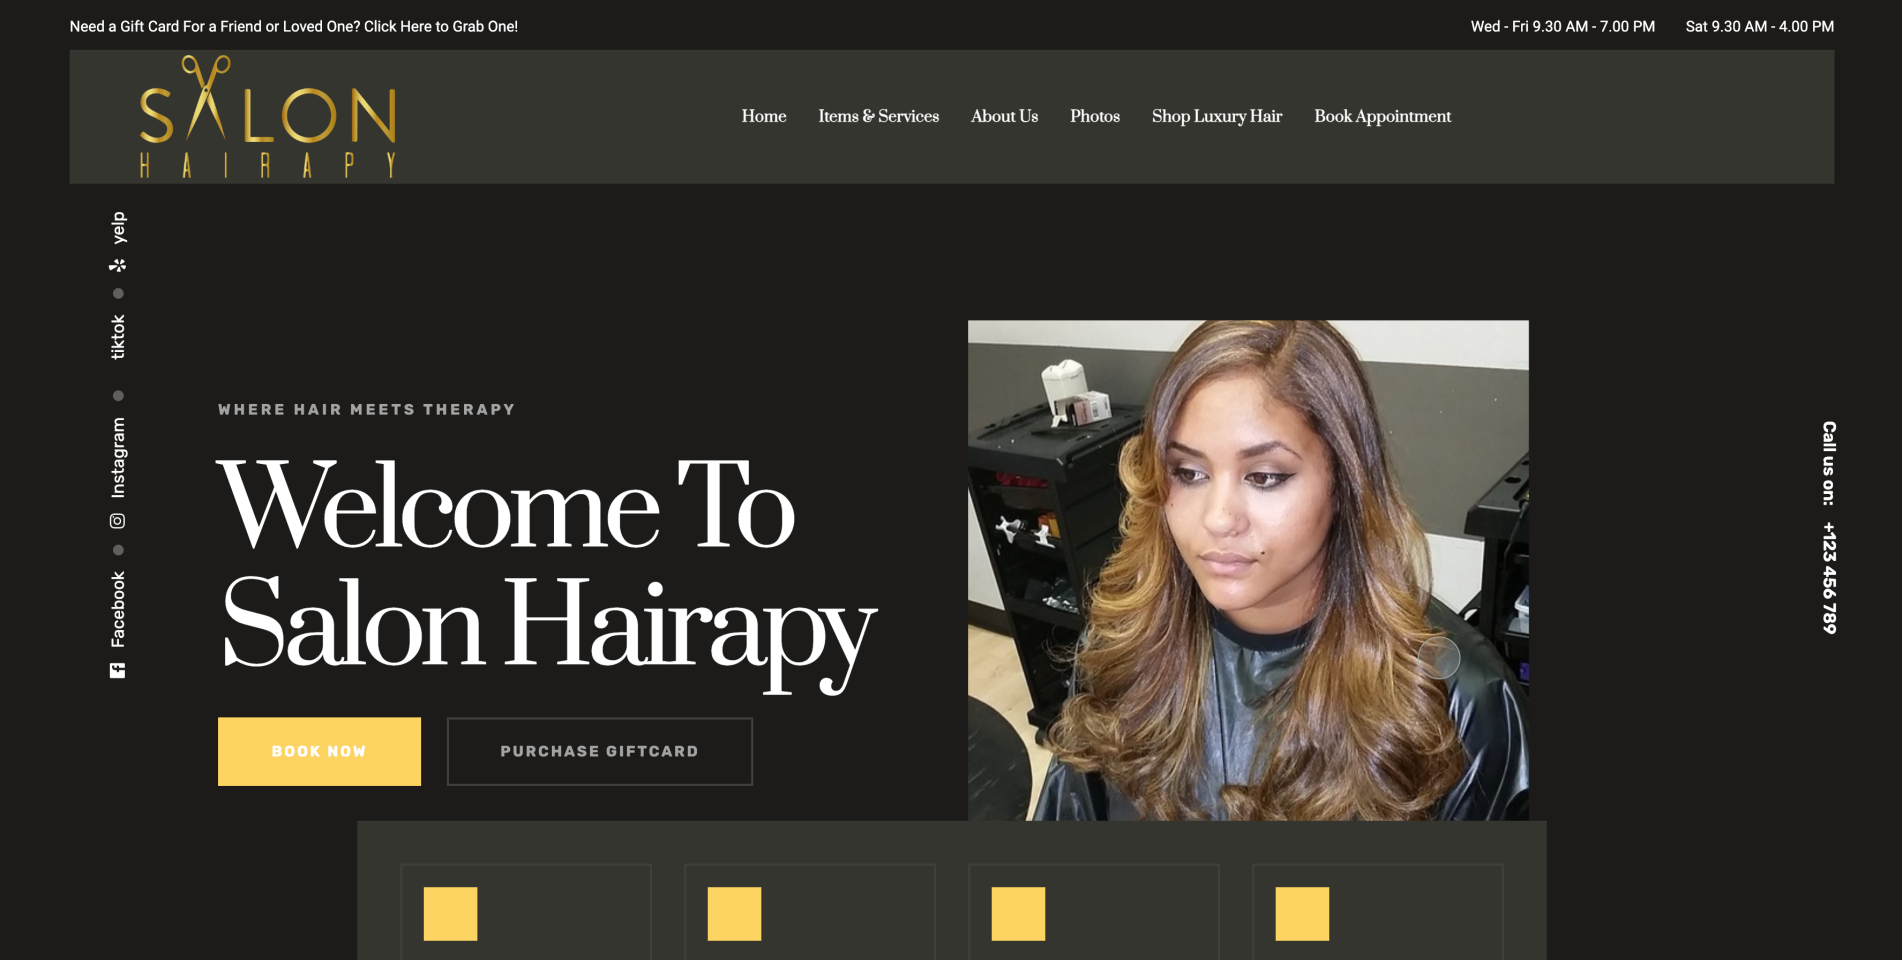 Need a Gift Card For a Friend or Loved One? Click Here to Grab One!
Wed - Fri 9.30 AM - 7.00 PM
Sat 9.30 AM - 4.00 PM
SALON
HAIRAPY
Home
Items & Services
About Us
Photos
Shop Luxury Hair
Book Appointment
yelp
tiktok
Instagram
Facebook
WHERE HAIR MEETS THERAPY
Welcome To
Salon Hairapy
BOOK NOW
PURCHASE GIFTCARD
Call us on: +123 456 789